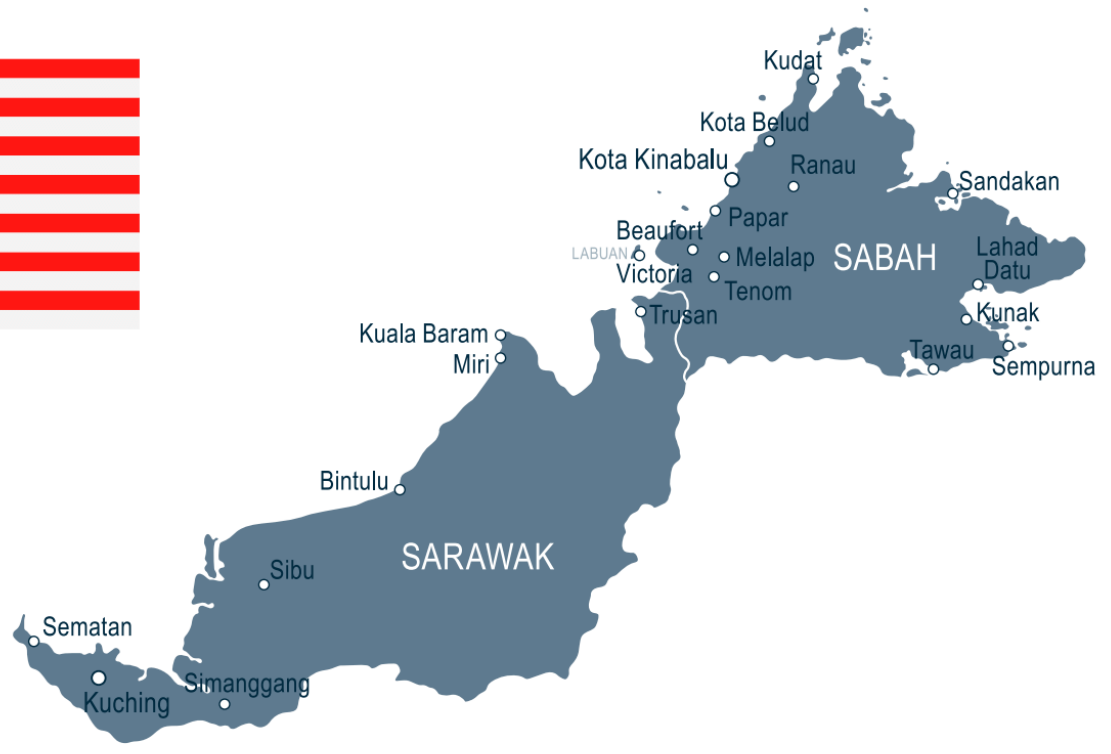 Kudat
Kota Belud
Kota Kinabalu
Ranau
Sandakan
Papar
Beaufort
LABUAN
Victoria
Melalap
SABAH
Lahad
Datu
Tenom
Trusan
Kunak
Kuala Baram
Miri
Tawau
Sempurna
Bintulu
SARAWAK
Sibu
Sematan
Simanggang
Kuching